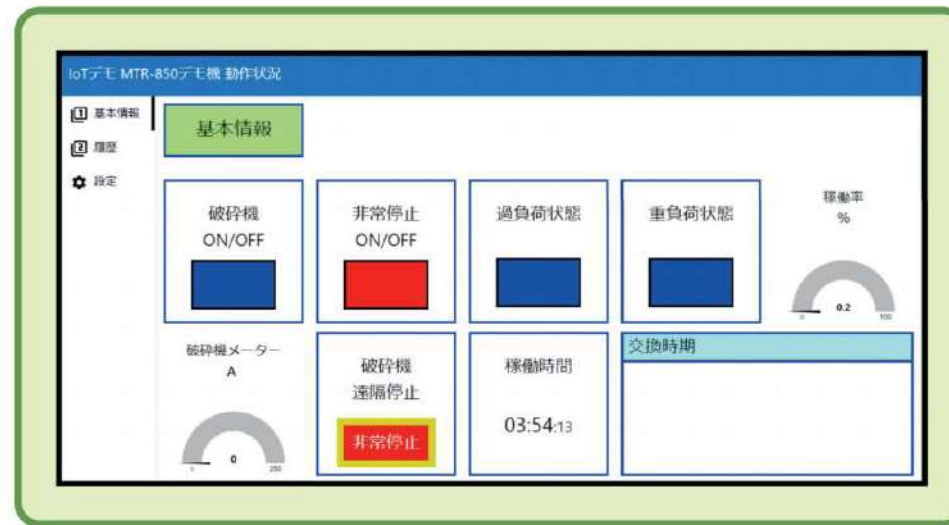 IoTデモ MTR-850デモ機 動作状況
1 基本情報
2 履歴
設定
基本情報
破砕機
ON/OFF
非常停止
ON/OFF
過負荷状態
重負荷状態
稼働率
%
0.2
0
100
破砕機メーター
A
0
0
250
破砕機
遠隔停止
非常停止
稼働時間
03:54:13
交換時期